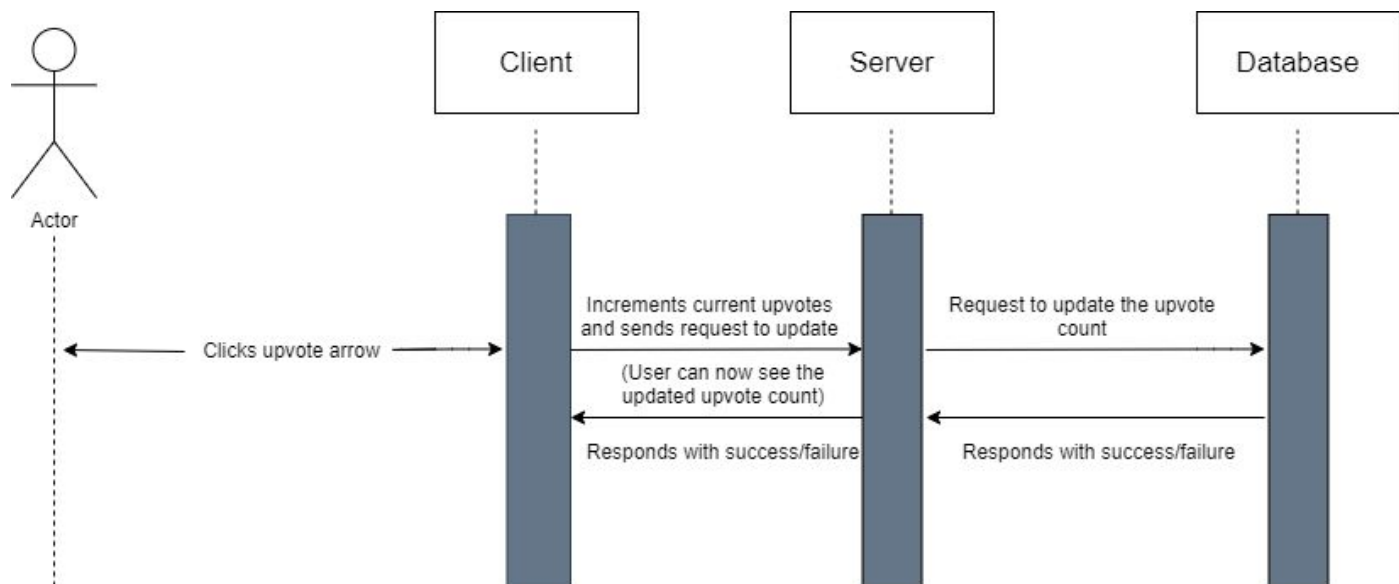 Client
Server
Database
Actor
Increments current upvotes
and sends request to update
Request to update the upvote
count
Clicks upvote arrow
(User can now see the
updated upvote count)
Responds with success/failure
Responds with success/failure